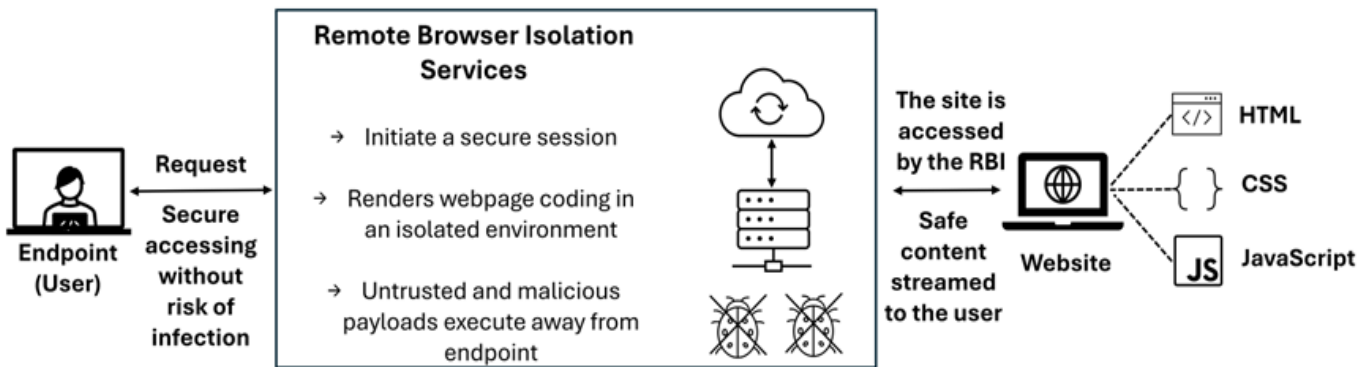 Remote Browser Isolation
Services
→ Initiate a secure session
→ Renders webpage coding in
an isolated environment
→ Untrusted and malicious
payloads execute away from
endpoint
Endpoint
(User)
Request
Secure
accessing
without
risk of
infection
The site is
accessed
by the RBI
Safe
content
streamed
to the user
Website
</>
HTML
{ }
CSS
JS
JavaScript